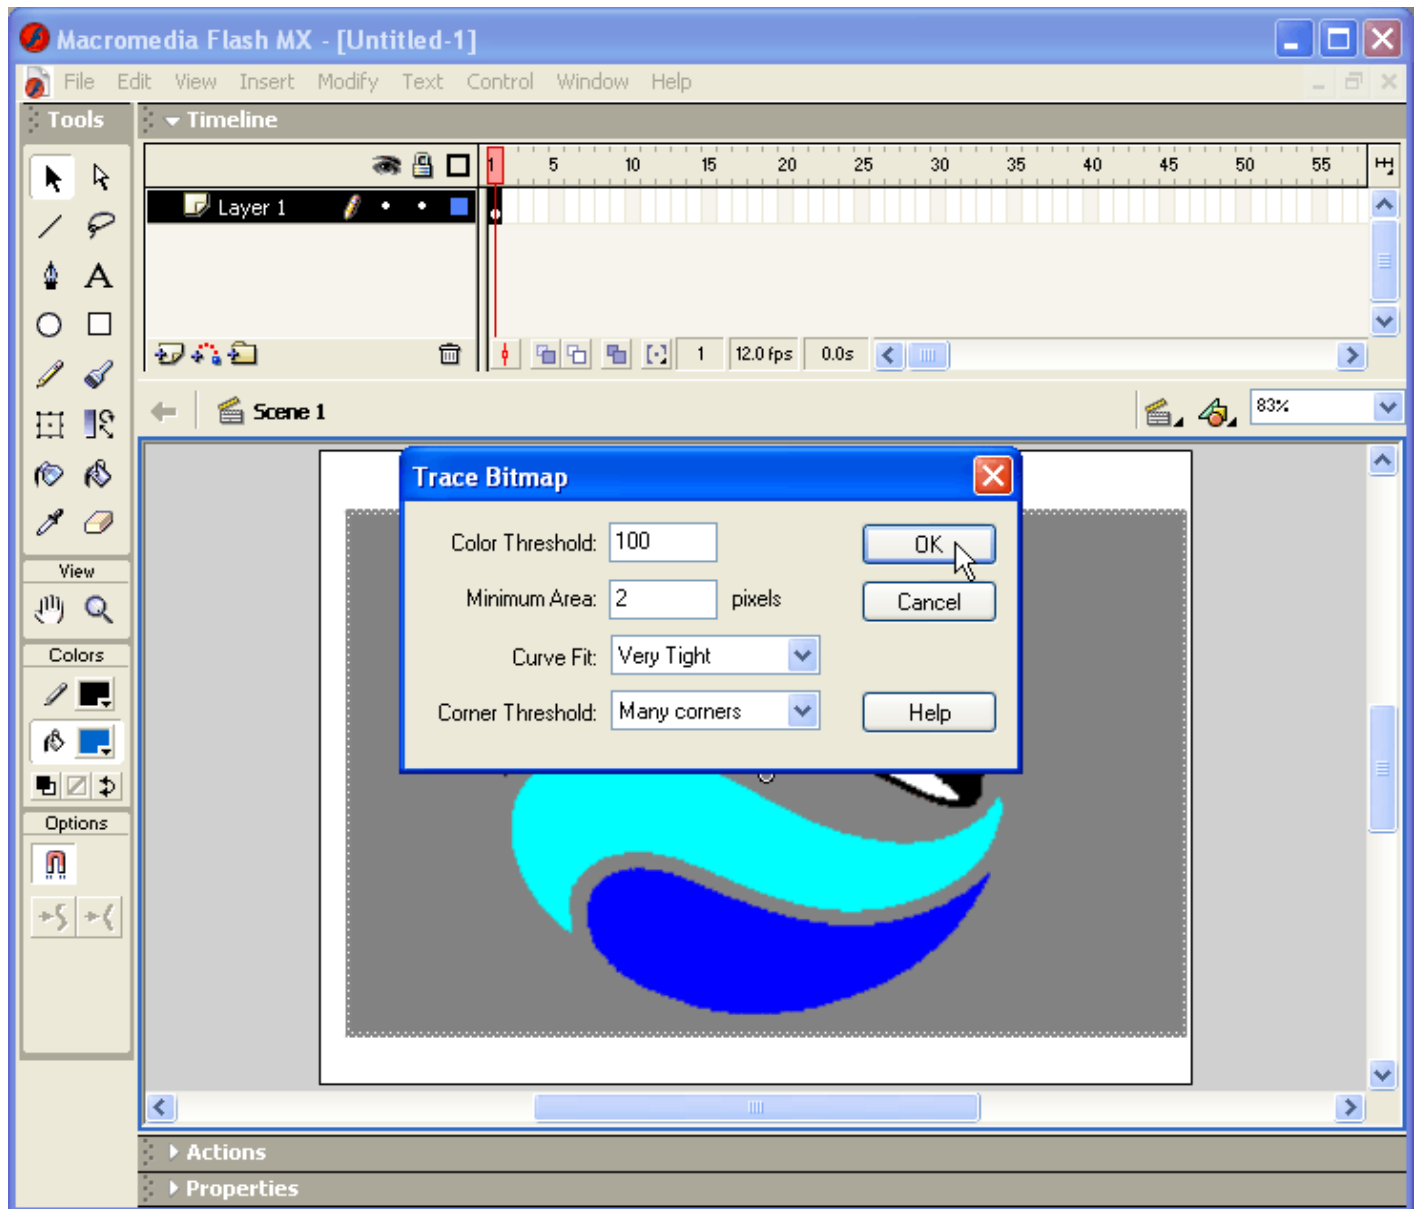 Macromedia Flash MX - [Untitled-1]
File Edit View Insert Modify Text Control Window Help
Tools
Timeline
1 5 10 15 20 25 30 35 40 45 50 55
Layer 1
1 12.0 fps 0.0s
Scene 1
83%
Trace Bitmap
Color Threshold: 100
OK
Minimum Area: 2 pixels
Cancel
Curve Fit: Very Tight
Corner Threshold: Many corners
Help
View
Colors
Options
Actions
Properties